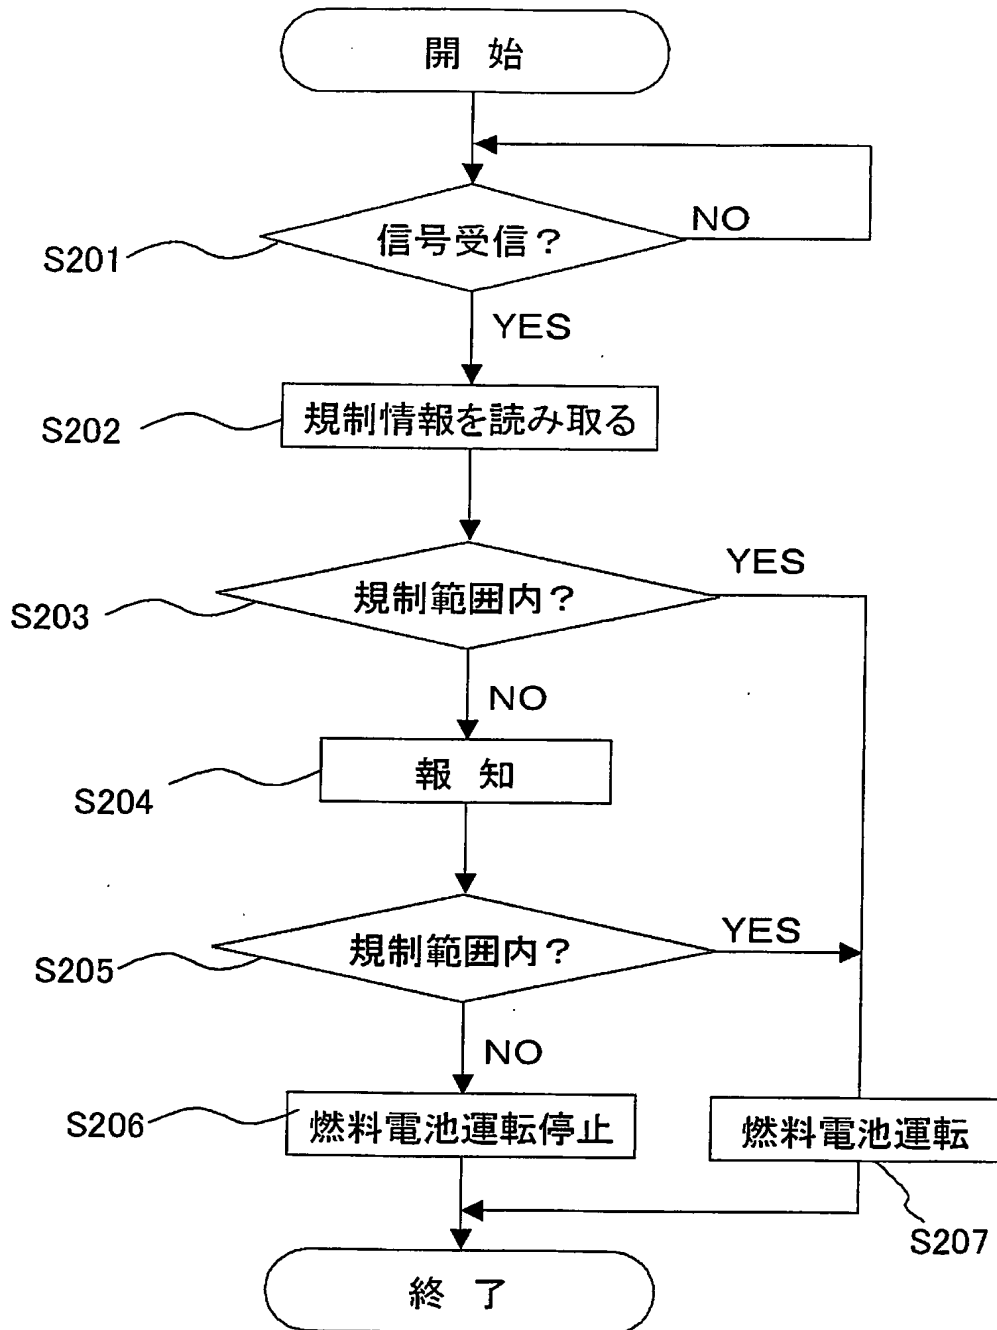 開 始
信号受信？
NO
S201
YES
規制情報を読み取る
S202
YES
規制範囲内？
S203
NO
報 知
S204
YES
規制範囲内？
S205
NO
燃料電池運転停止
S206
燃料電池運転
S207
終 了